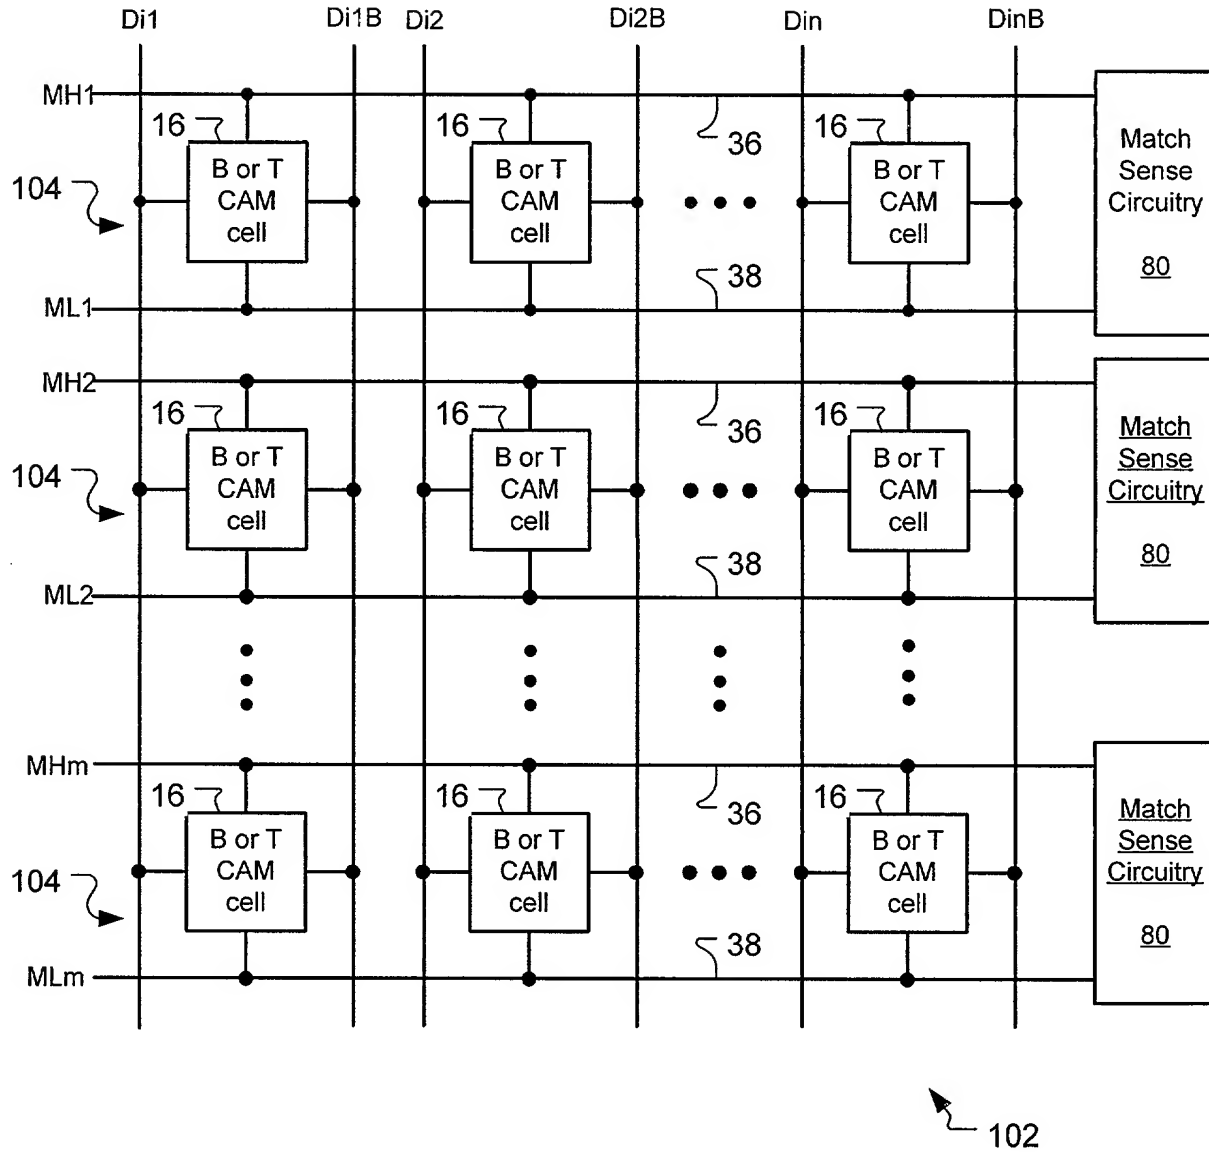 Di1 Di1B Di2 Di2B Din DinB
MH1
16 16 16
36
B or T CAM cell
B or T CAM cell
B or T CAM cell
Match Sense Circuitry
80
104
38
ML1
MH2
16 16 16
36
B or T CAM cell
B or T CAM cell
B or T CAM cell
Match Sense Circuitry
80
104
38
ML2
MHm
16 16 16
36
B or T CAM cell
B or T CAM cell
B or T CAM cell
Match Sense Circuitry
80
104
38
MLm
102